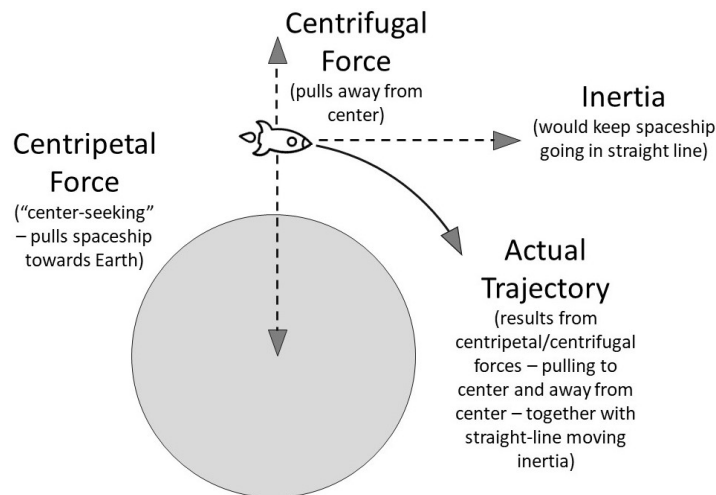 Centrifugal
Force
(pulls away from
center)
Inertia
(would keep spaceship
going in straight line)
Centripetal
Force
(“center-seeking”
– pulls spaceship
towards Earth)
Actual
Trajectory
(results from
centripetal/centrifugal
forces – pulling to
center and away from
center – together with
straight-line moving
inertia)